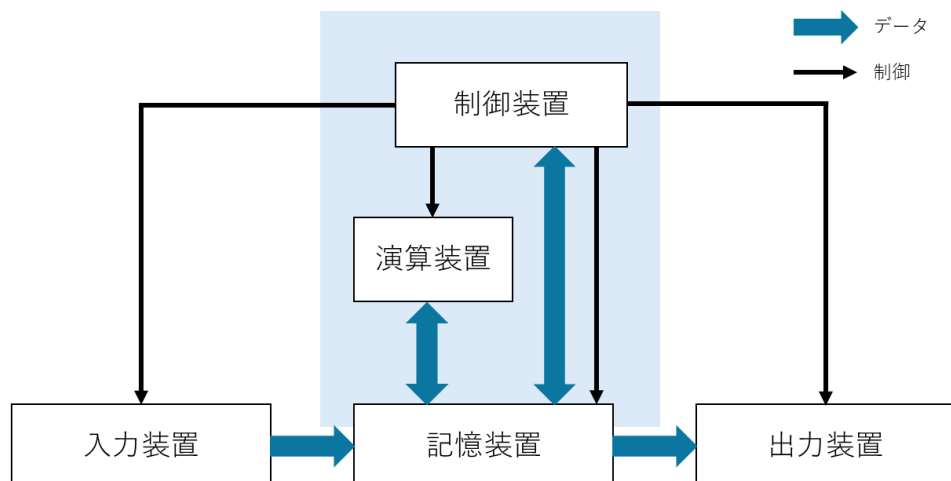 データ
制御
制御装置
演算装置
入力装置
記憶装置
出力装置